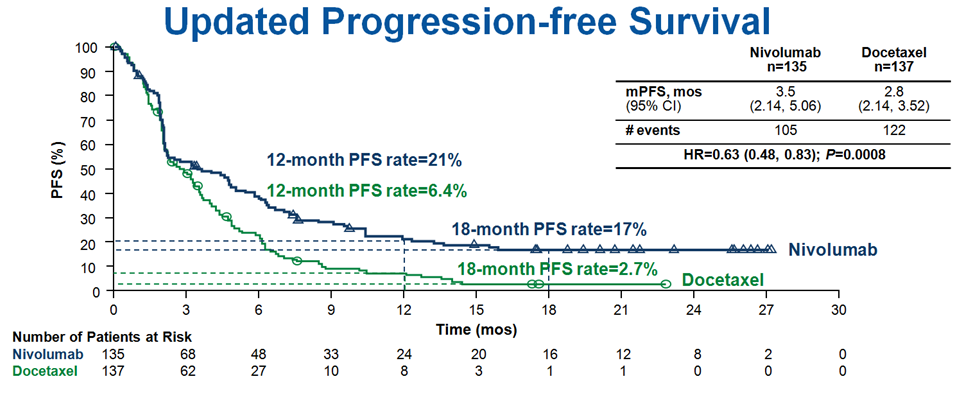 Updated Progression-free Survival
Nivolumab Docetaxel
n=135 n=137
mPFS, mos 3.5 2.8
(95% CI) (2.14, 5.06) (2.14, 3.52)
# events 105 122
HR=0.63 (0.48, 0.83); P=0.0008
PFS (%)
100
90
80
70
60
50
40
30
20
10
0
12-month PFS rate=21%
12-month PFS rate=6.4%
18-month PFS rate=17%
Nivolumab
18-month PFS rate=2.7%
Docetaxel
0 3 6 9 12 15 18 21 24 27 30
Time (mos)
Number of Patients at Risk
Nivolumab 135 68 48 33 24 20 16 12 8 2 0
Docetaxel 137 62 27 10 8 3 1 1 0 0 0